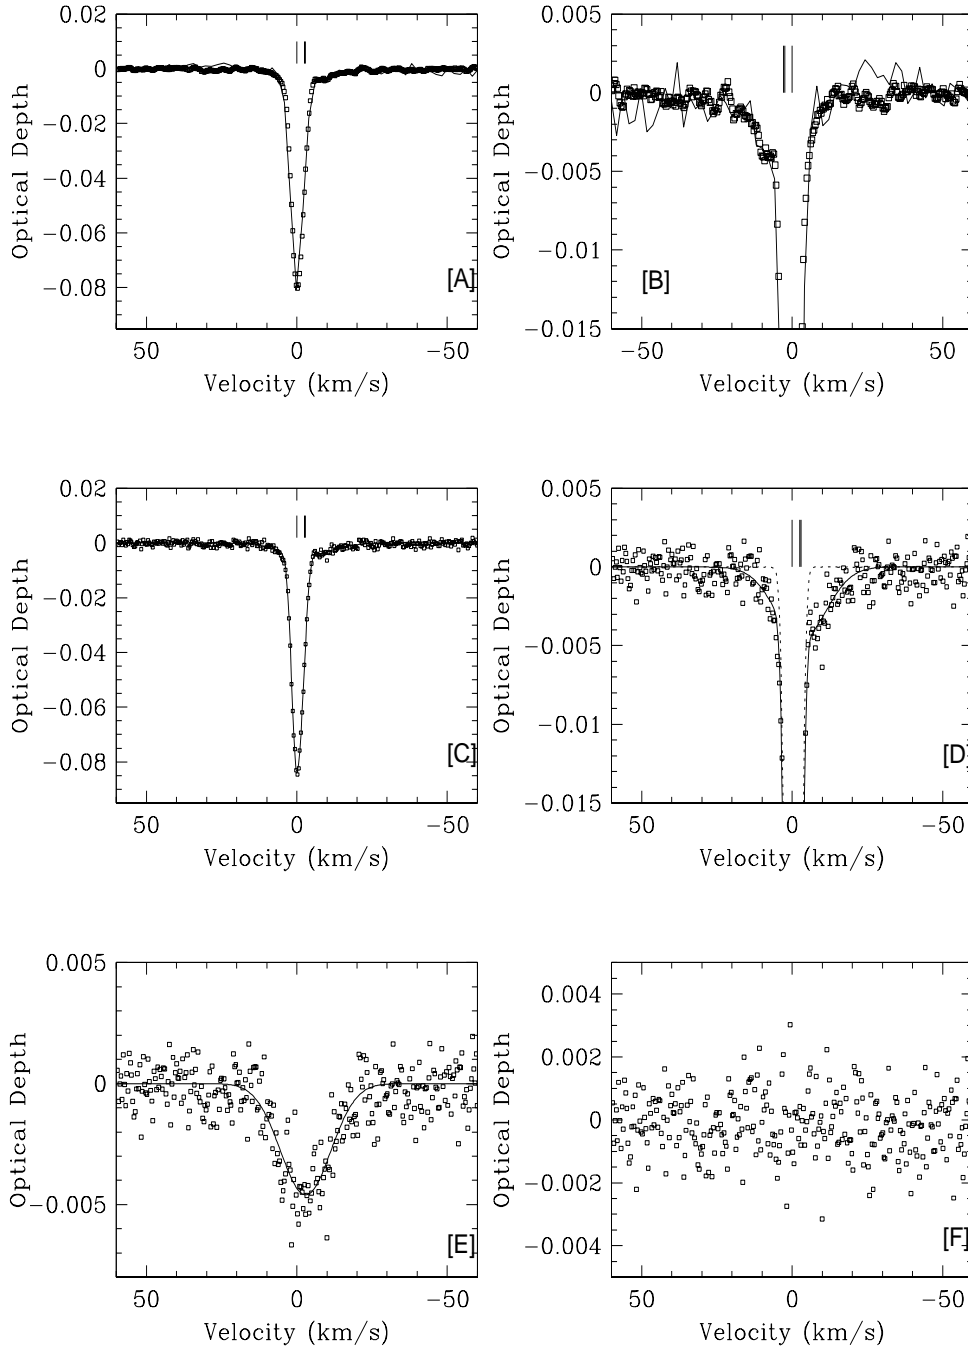 0.02
0
-0.02
-0.04
-0.06
-0.08
Optical Depth
[A]
50
0
-50
Velocity (km/s)
0.005
0
-0.005
-0.01
-0.015
Optical Depth
[B]
-50
0
50
Velocity (km/s)
0.02
0
-0.02
-0.04
-0.06
-0.08
Optical Depth
[C]
50
0
-50
Velocity (km/s)
0.005
0
-0.005
-0.01
-0.015
Optical Depth
[D]
50
0
-50
Velocity (km/s)
0.005
0
-0.005
Optical Depth
[E]
50
0
-50
Velocity (km/s)
0.004
0.002
0
-0.002
-0.004
Optical Depth
[F]
50
0
-50
Velocity (km/s)